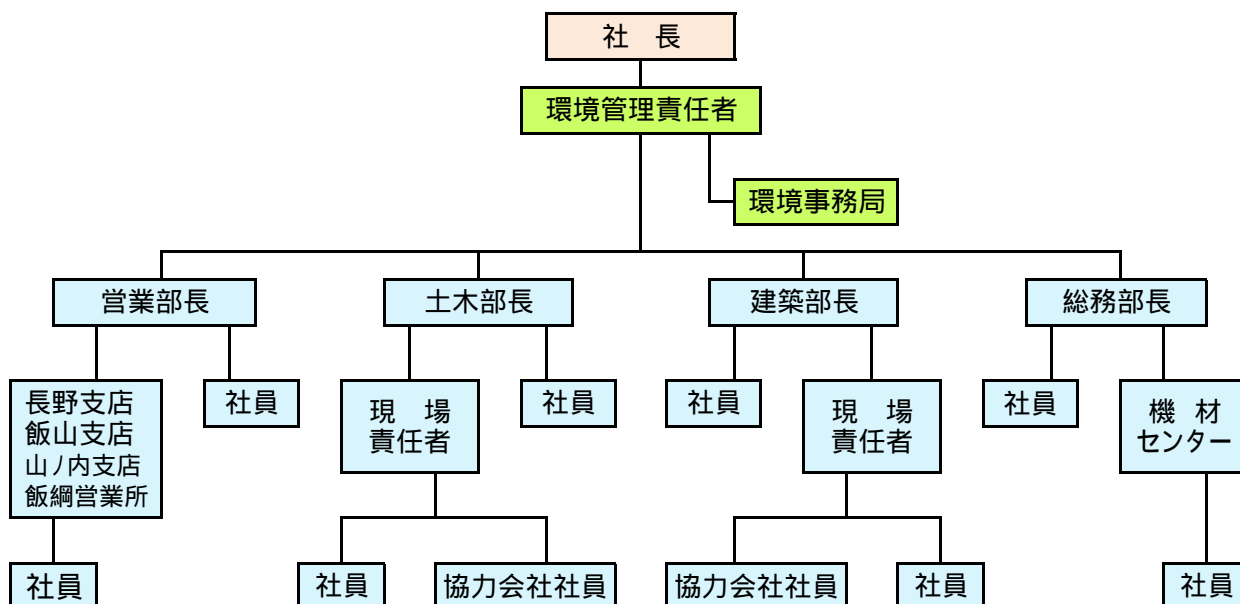 社　長
環境管理責任者
環境事務局
営業部長
土木部長
建築部長
総務部長
長野支店
飯山支店
山ノ内支店
飯綱営業所
社員
現　場
責任者
社員
社員
現　場
責任者
社員
機 材
センター
社員
社員
協力会社社員
協力会社社員
社員
社員